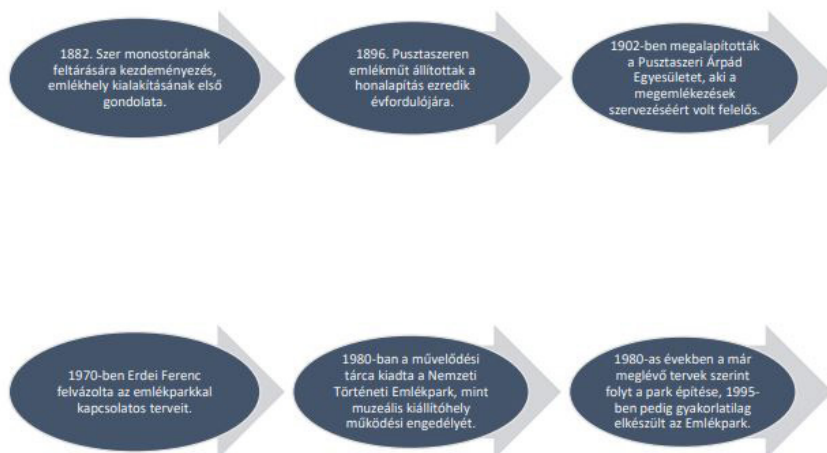 1882. Szer monostorának
feltárására kezdeményezés,
emlékhely kialakításának első
gondolata.
1896. Pusztaszeren
emlékműt állítottak a
honalapítás ezredik
évfordulójára.
1902-ben megalapították
a Pusztaszeri Árpád
Egyesületet, aki a
megemlékezések
szervezéséért volt felelős.
1970-ben Erdei Ferenc
felvázolta az emlékparkkal
kapcsolatos terveit.
1980-ban a művelődési
tárca kiadta a Nemzeti
Történeti Emlékpark, mint
muzeális kiállítóhely
működési engedélyét.
1980-as években a már
meglévő tervek szerint
folyt a park építése, 1995-
ben pedig gyakorlatilag
elkészült az Emlékpark.